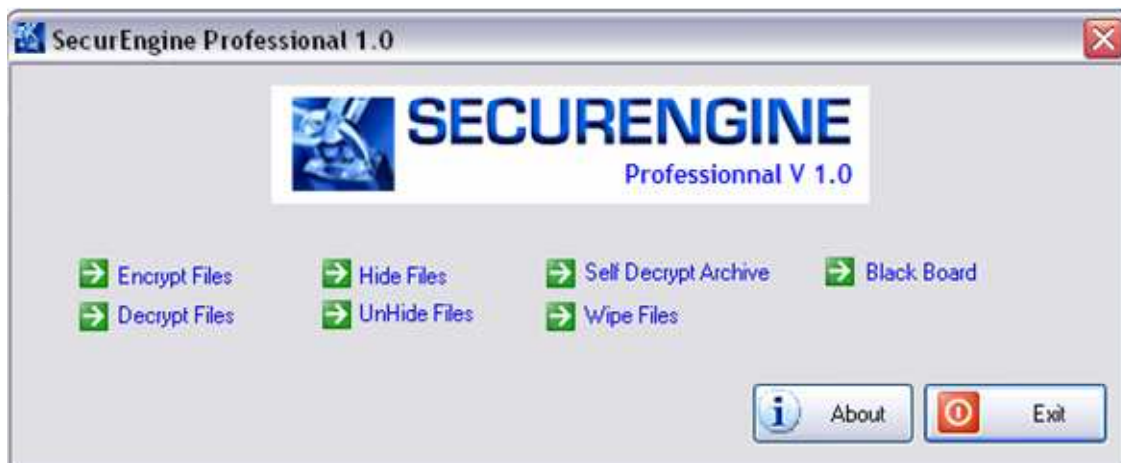 SecurEngine Professional 1.0
SECURENGINE
Professionnal V 1.0
Encrypt Files
Hide Files
Self Decrypt Archive
Black Board
Decrypt Files
UnHide Files
Wipe Files
About
Exit